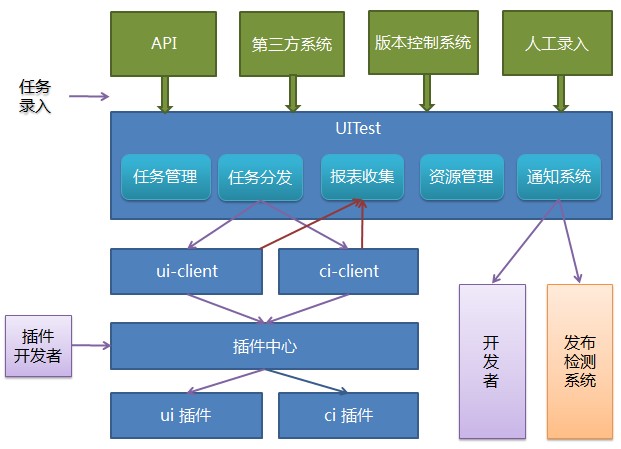 API
第三方系统
版本控制系统
人工录入
任务
录入
UITest
任务管理
任务分发
报表收集
资源管理
通知系统
ui-client
ci-client
插件
开发者
插件中心
开
发
者
发布
检测
系统
ui 插件
ci 插件